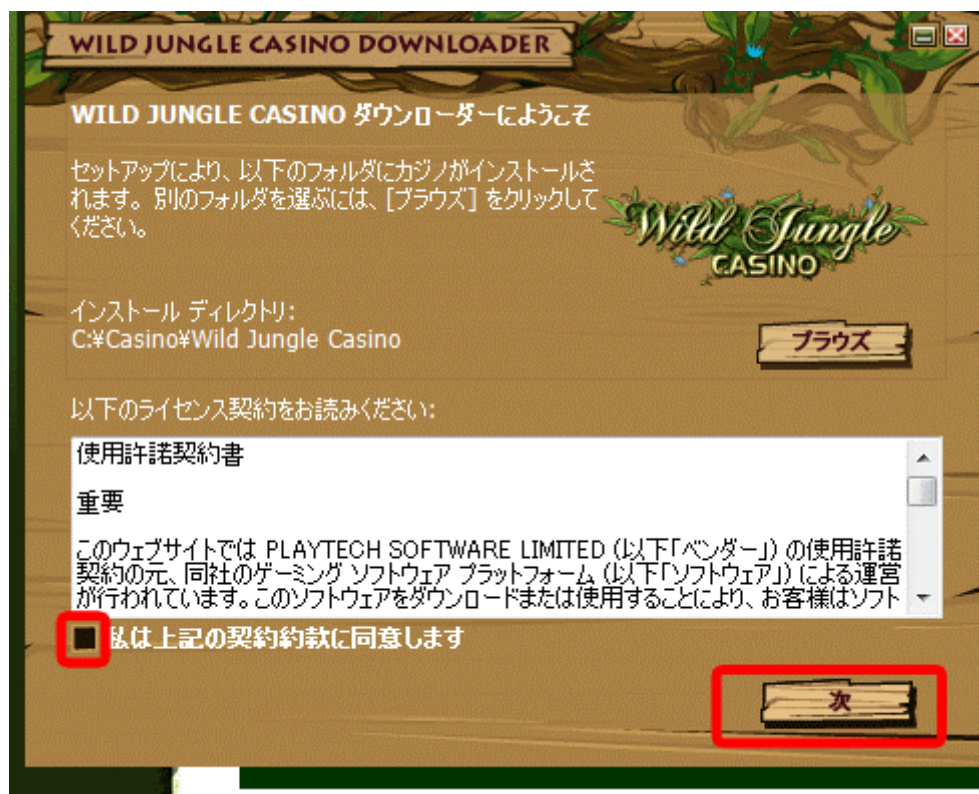 WILD JUNGLE CASINO DOWNLOADER
WILD JUNGLE CASINO ダウンローダーにようこそ
セットアップにより、以下のフォルダにカジノがインストールさ
れます。別のフォルダを選ぶには、[ブラウズ] をクリックして
ください。
Wild Jungle
CASINO
インストール ディレクトリ:
C:¥Casino¥Wild Jungle Casino
ブラウズ
以下のライセンス契約をお読みください:
使用許諾契約書
重要
このウェブサイトでは PLAYTECH SOFTWARE LIMITED (以下「ベンダー」) の使用許諾
契約の元、同社のゲーミング ソフトウェア プラットフォーム (以下「ソフトウェア」) による運営
が行われています。このソフトウェアをダウンロードまたは使用することにより、お客様はソフト
私は上記の契約約款に同意します
次